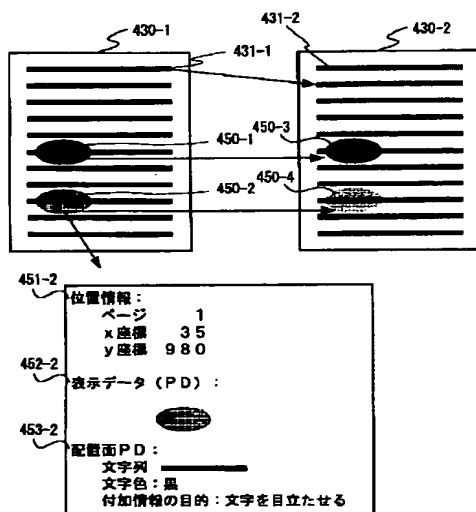 430-1
431-1
431-2
430-2
450-1
450-3
450-2
450-4
451-2
位置情報:
ページ 1
x座標 35
y座標 980
452-2
表示データ(PD):
453-2
配置面PD:
文字列
文字色:黒
付加情報の目的:文字を目立たせる